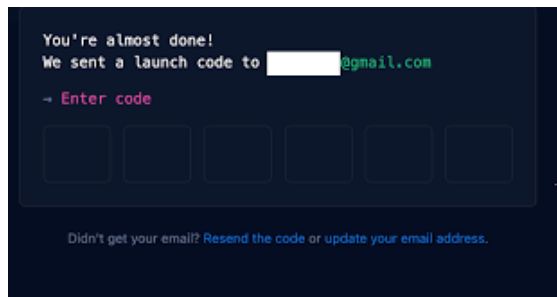 You're almost done!
We sent a launch code to @gmail.com
→ Enter code
Didn't get your email? Resend the code or update your email address.